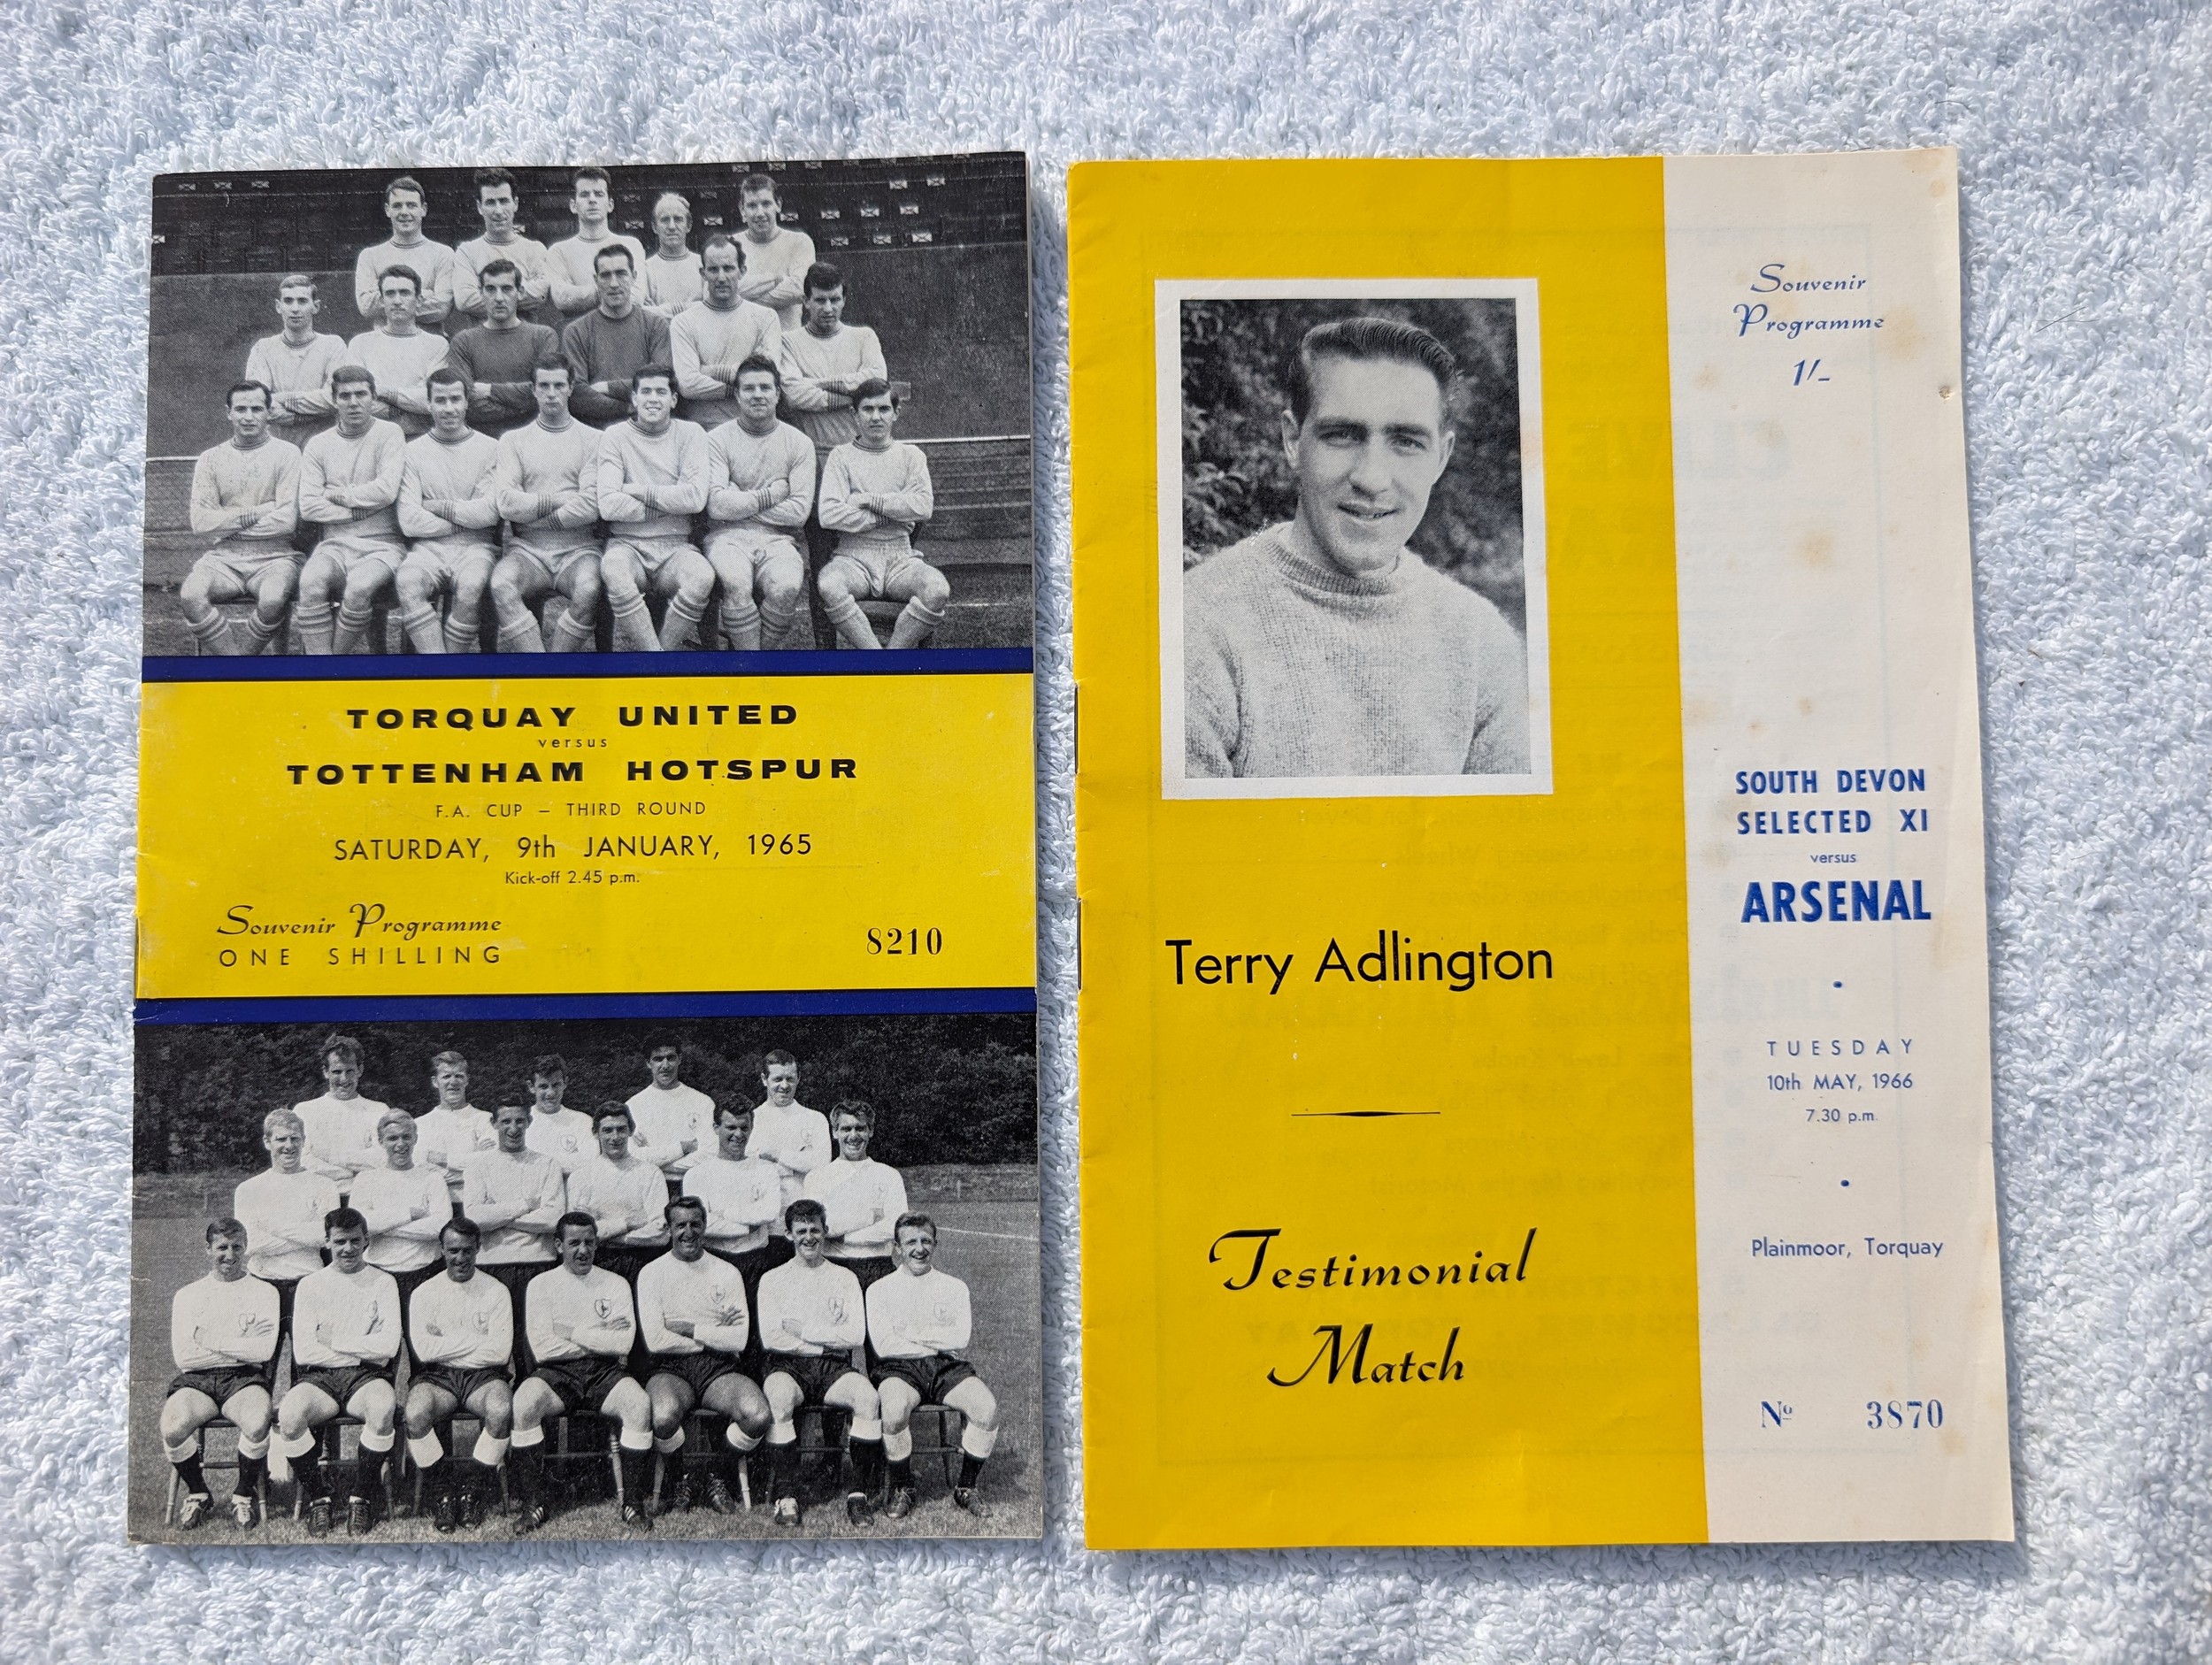 TORQUAY UNITED
versus
TOTTENHAM HOTSPUR
F.A. CUP – THIRD ROUND
SATURDAY, 9th JANUARY, 1965
Kick-off 2.45 p.m.
Souvenir Programme
ONE SHILLING
8210
Terry Adlington
Testimonial
Match
Souvenir
Programme
1/-
SOUTH DEVON
SELECTED XI
versus
ARSENAL
TUESDAY
10th MAY, 1966
7.30 p.m.
Plainmoor, Torquay
Nº 3870